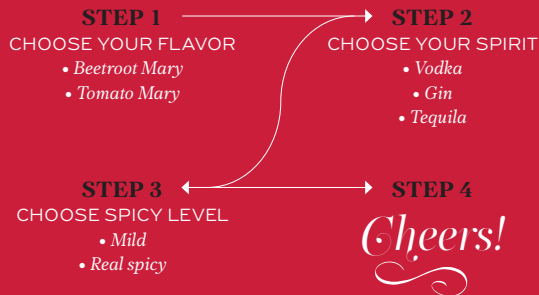 STEP 1
CHOOSE YOUR FLAVOR
• Beetroot Mary
• Tomato Mary
STEP 2
CHOOSE YOUR SPIRIT
• Vodka
• Gin
• Tequila
STEP 3
CHOOSE SPICY LEVEL
• Mild
• Real spicy
STEP 4
Cheers!